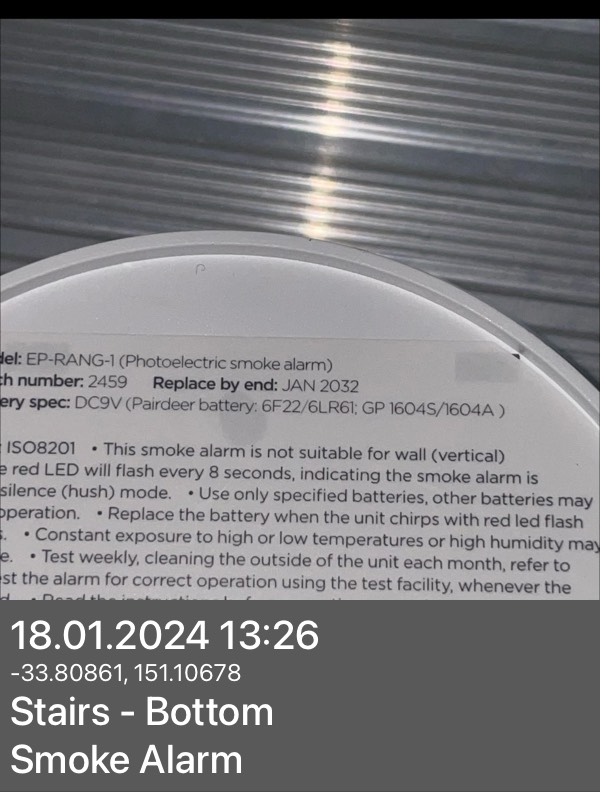 del: EP-RANG-1 (Photoelectric smoke alarm)
ch number: 2459 Replace by end: JAN 2032
ery spec: DC9V (Pairdeer battery: 6F22/6LR61; GP 1604S/1604A )
ISO8201 • This smoke alarm is not suitable for wall (vertical)
e red LED will flash every 8 seconds, indicating the smoke alarm is
silence (hush) mode. • Use only specified batteries, other batteries may
operation. • Replace the battery when the unit chirps with red led flash
s. • Constant exposure to high or low temperatures or high humidity may
e. • Test weekly, cleaning the outside of the unit each month, refer to
st the alarm for correct operation using the test facility, whenever the
18.01.2024 13:26
-33.80861, 151.10678
Stairs - Bottom
Smoke Alarm